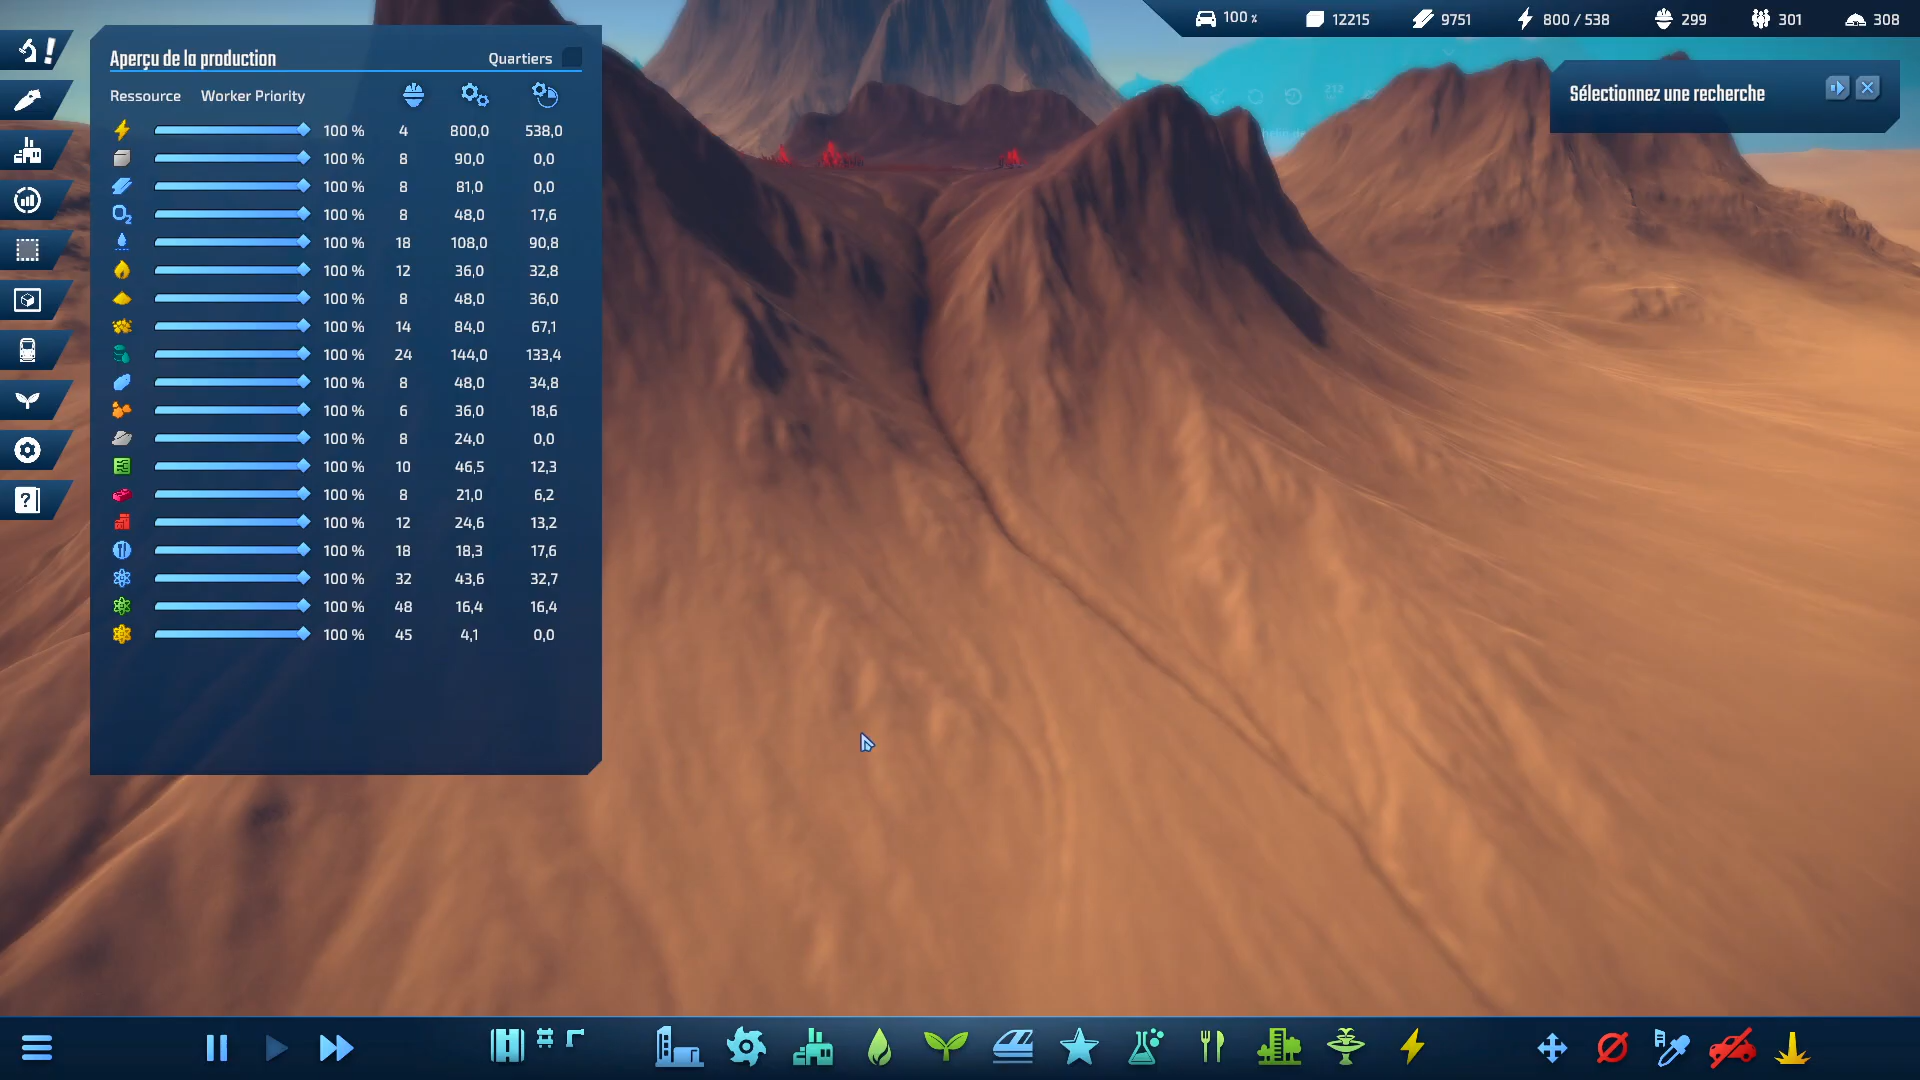 100 %
12215
9751
800 / 538
299
301
308
Aperçu de la production
Quartiers
Sélectionnez une recherche
Ressource Worker Priority
100 % 4 800,0 538,0
100 % 8 90,0 0,0
100 % 8 81,0 0,0
O2 100 % 8 48,0 17,6
100 % 18 108,0 90,8
100 % 12 36,0 32,8
100 % 8 48,0 36,0
100 % 14 84,0 67,1
100 % 24 144,0 133,4
100 % 8 48,0 34,8
100 % 6 36,0 18,6
100 % 8 24,0 0,0
100 % 10 46,5 12,3
100 % 8 21,0 6,2
100 % 12 24,6 13,2
100 % 18 18,3 17,6
100 % 32 43,6 32,7
100 % 48 16,4 16,4
100 % 45 4,1 0,0